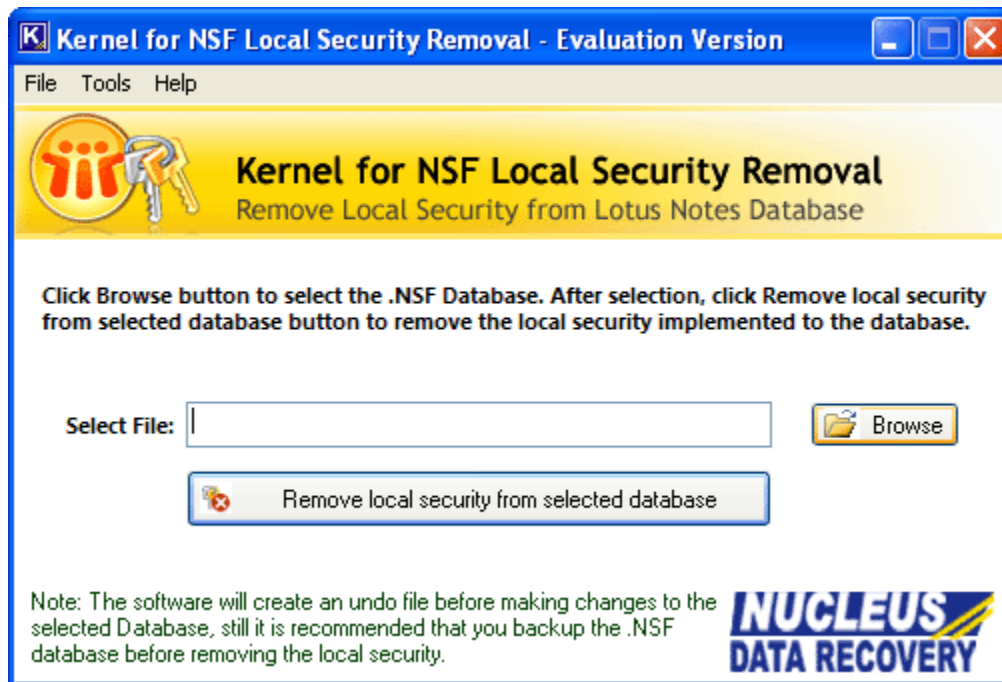 K Kernel for NSF Local Security Removal - Evaluation Version
File Tools Help
Kernel for NSF Local Security Removal
Remove Local Security from Lotus Notes Database
Click Browse button to select the .NSF Database. After selection, click Remove local security
from selected database button to remove the local security implemented to the database.
Select File:
Browse
Remove local security from selected database
Note: The software will create an undo file before making changes to the
selected Database, still it is recommended that you backup the .NSF
database before removing the local security.
NUCLEUS
DATA RECOVERY